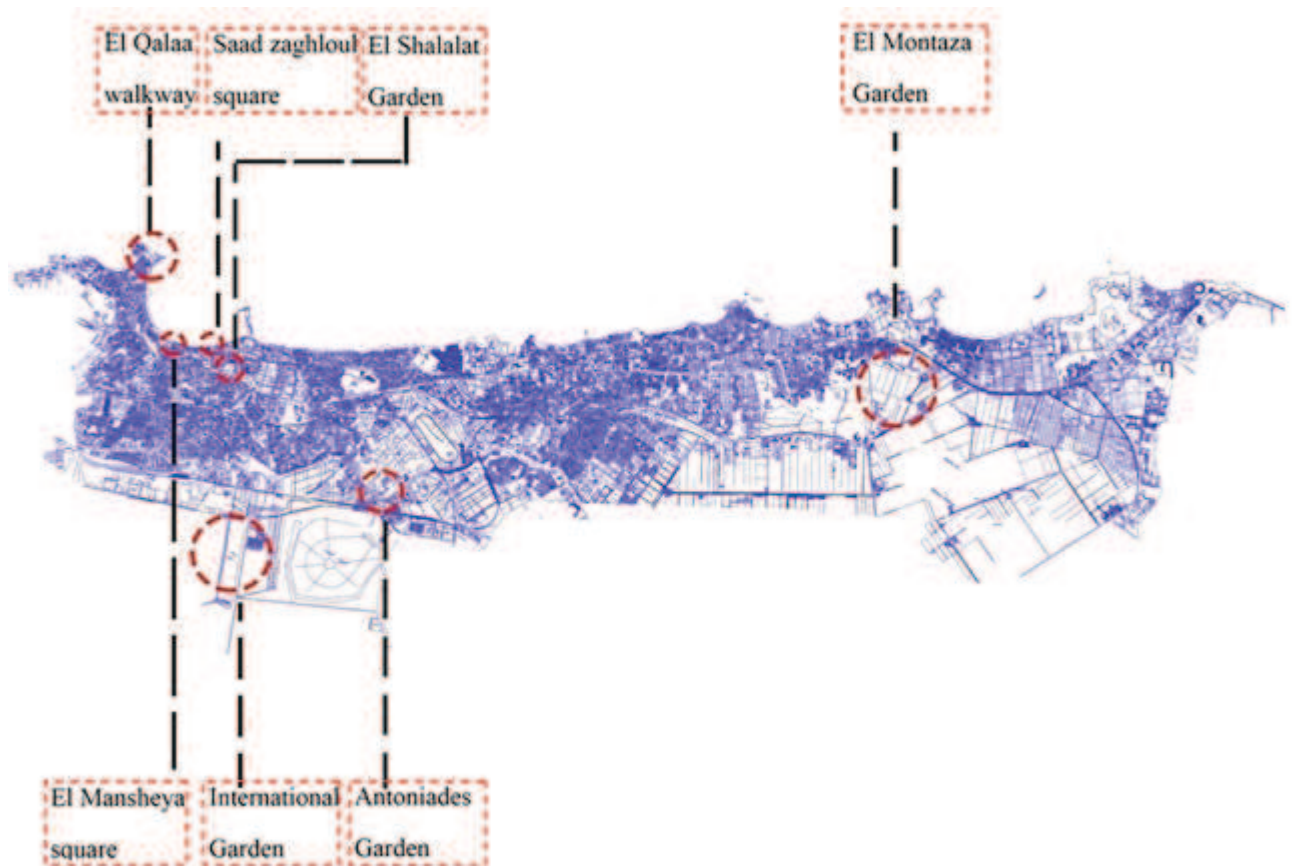 El Qalaa
walkway
Saad zaghloul
square
El Shalalat
Garden
El Montaza
Garden
El Mansheya
square
International
Garden
Antoniades
Garden